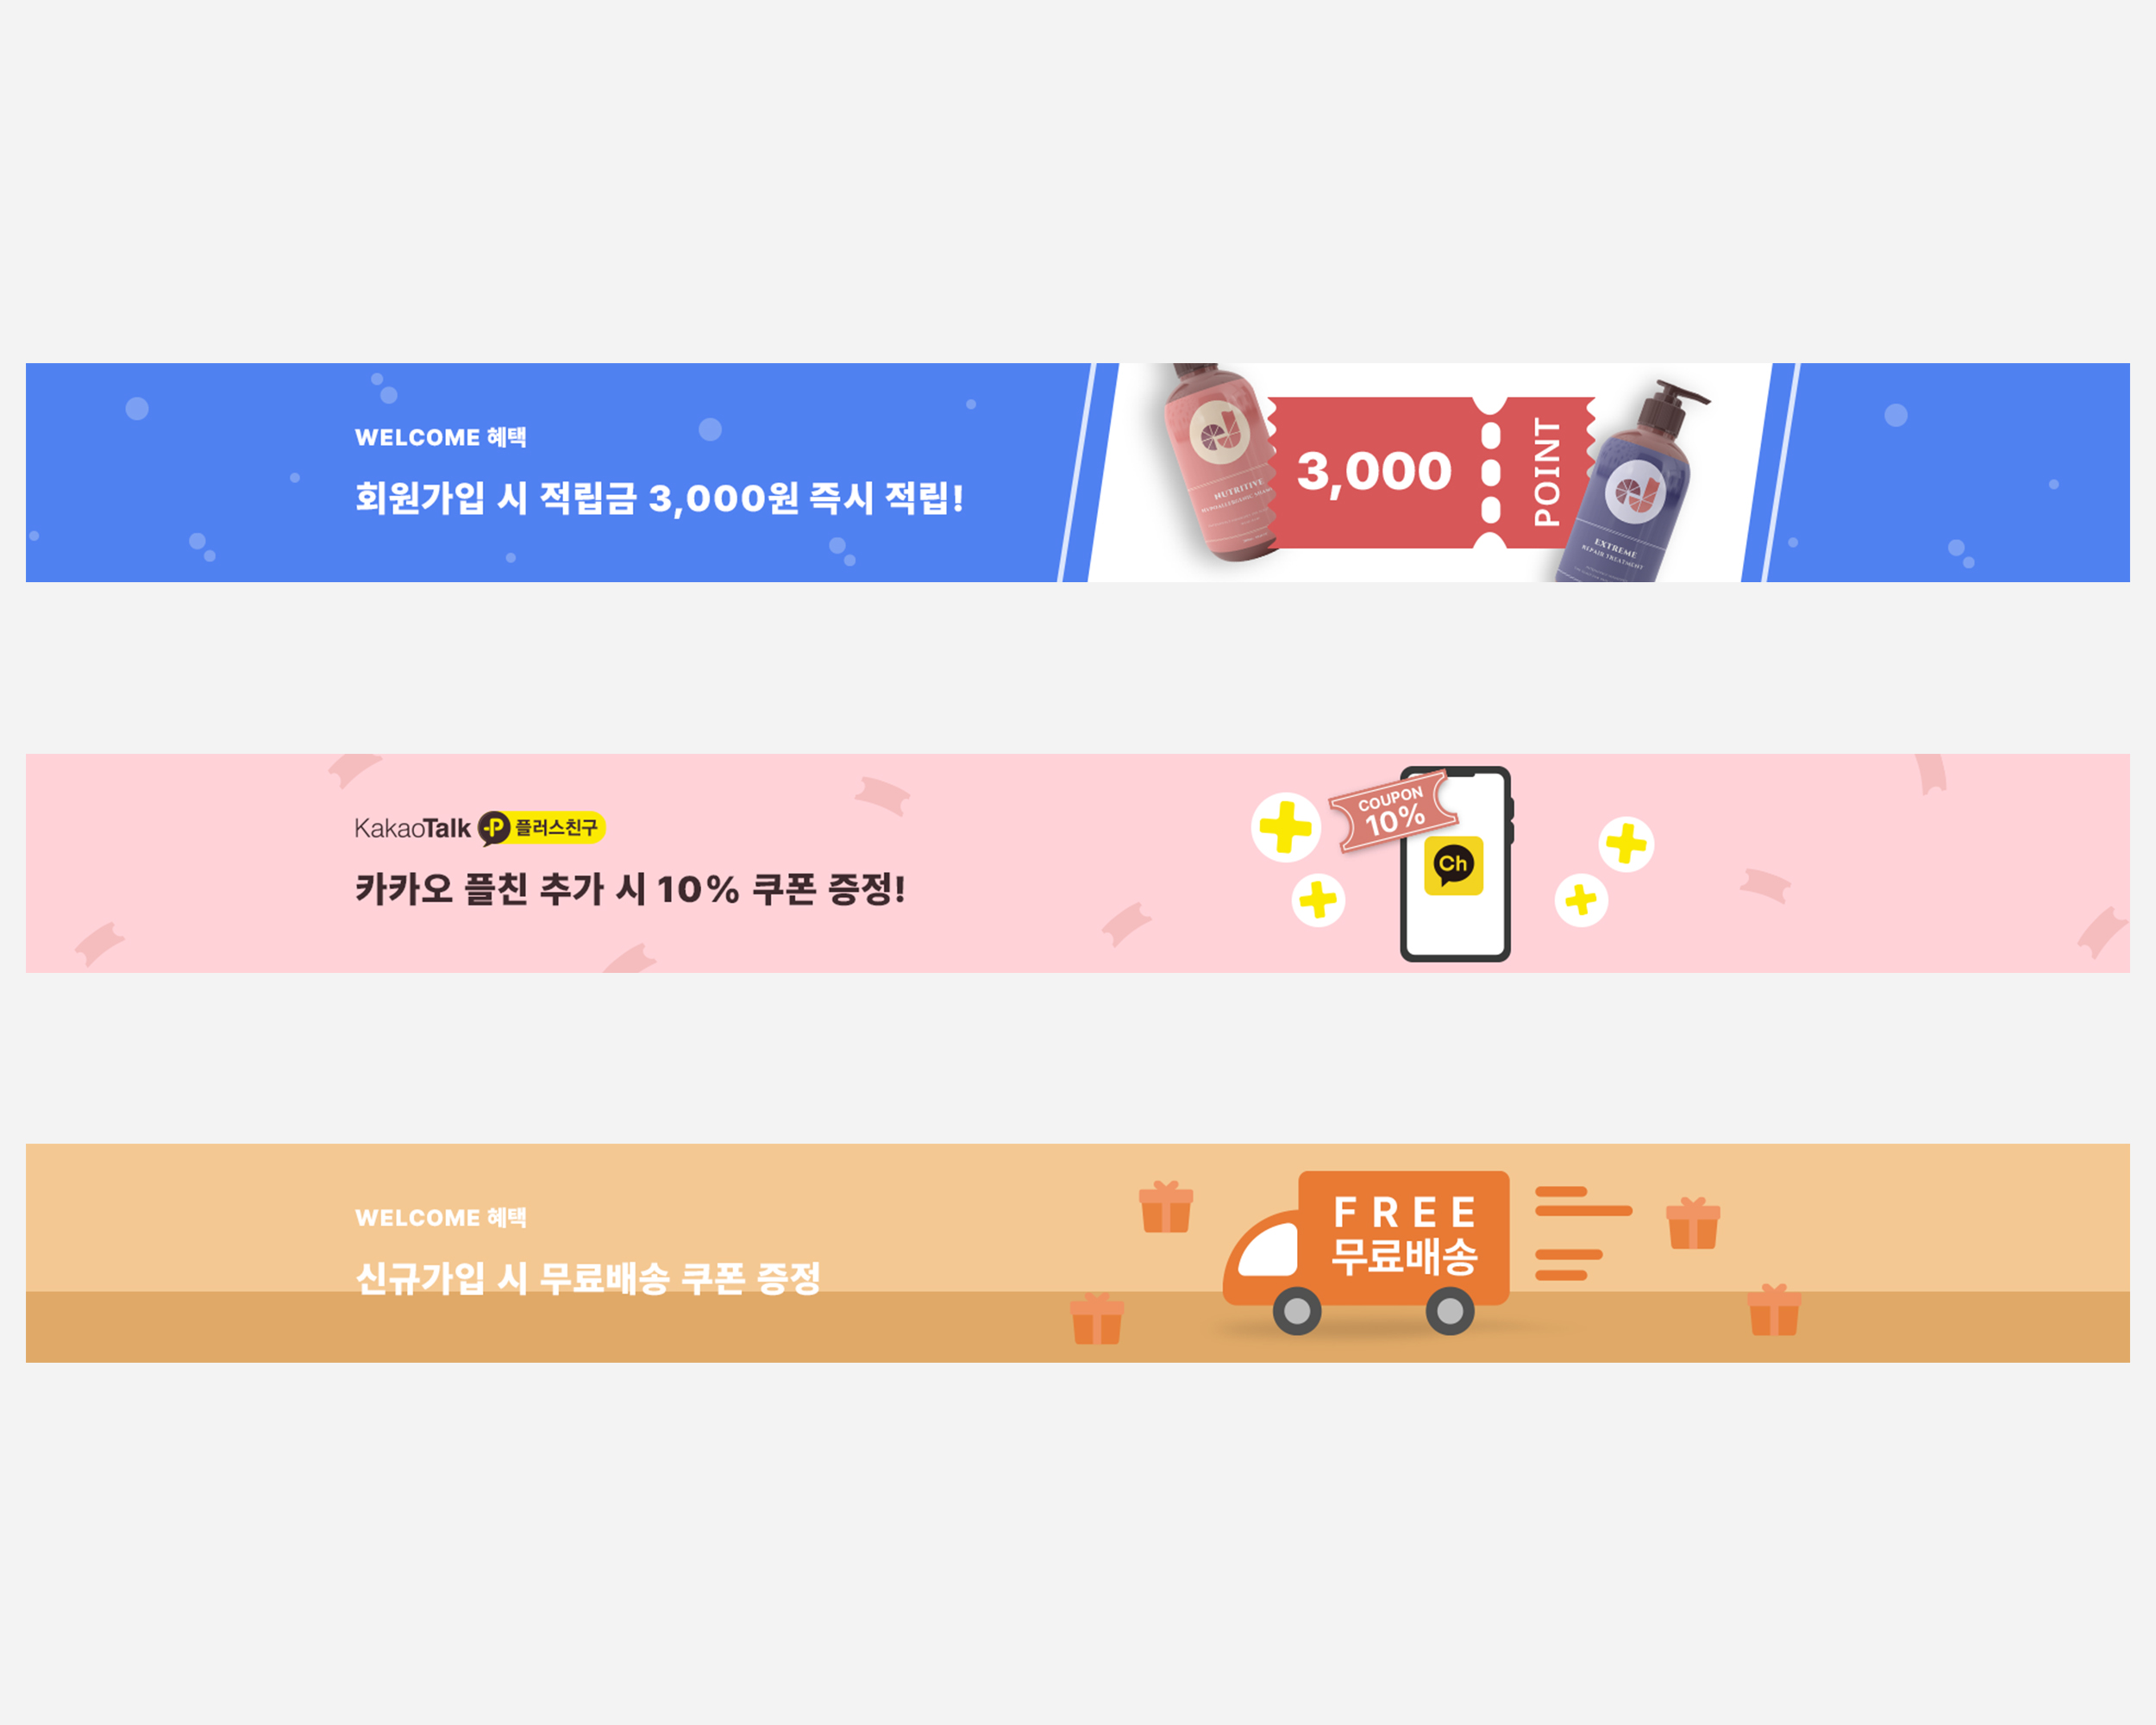 WELCOME 혜택
회원가입 시 적립금 3,000원 즉시 적립!
NUTRITIVE
3,000
POINT
EXTREME
REPAIR TREATMENT
KakaoTalk P 플러스친구
카카오 플친 추가 시 10% 쿠폰 증정!
COUPON
10%
Ch
WELCOME 혜택
신규가입 시 무료배송 쿠폰 증정
FREE
무료배송